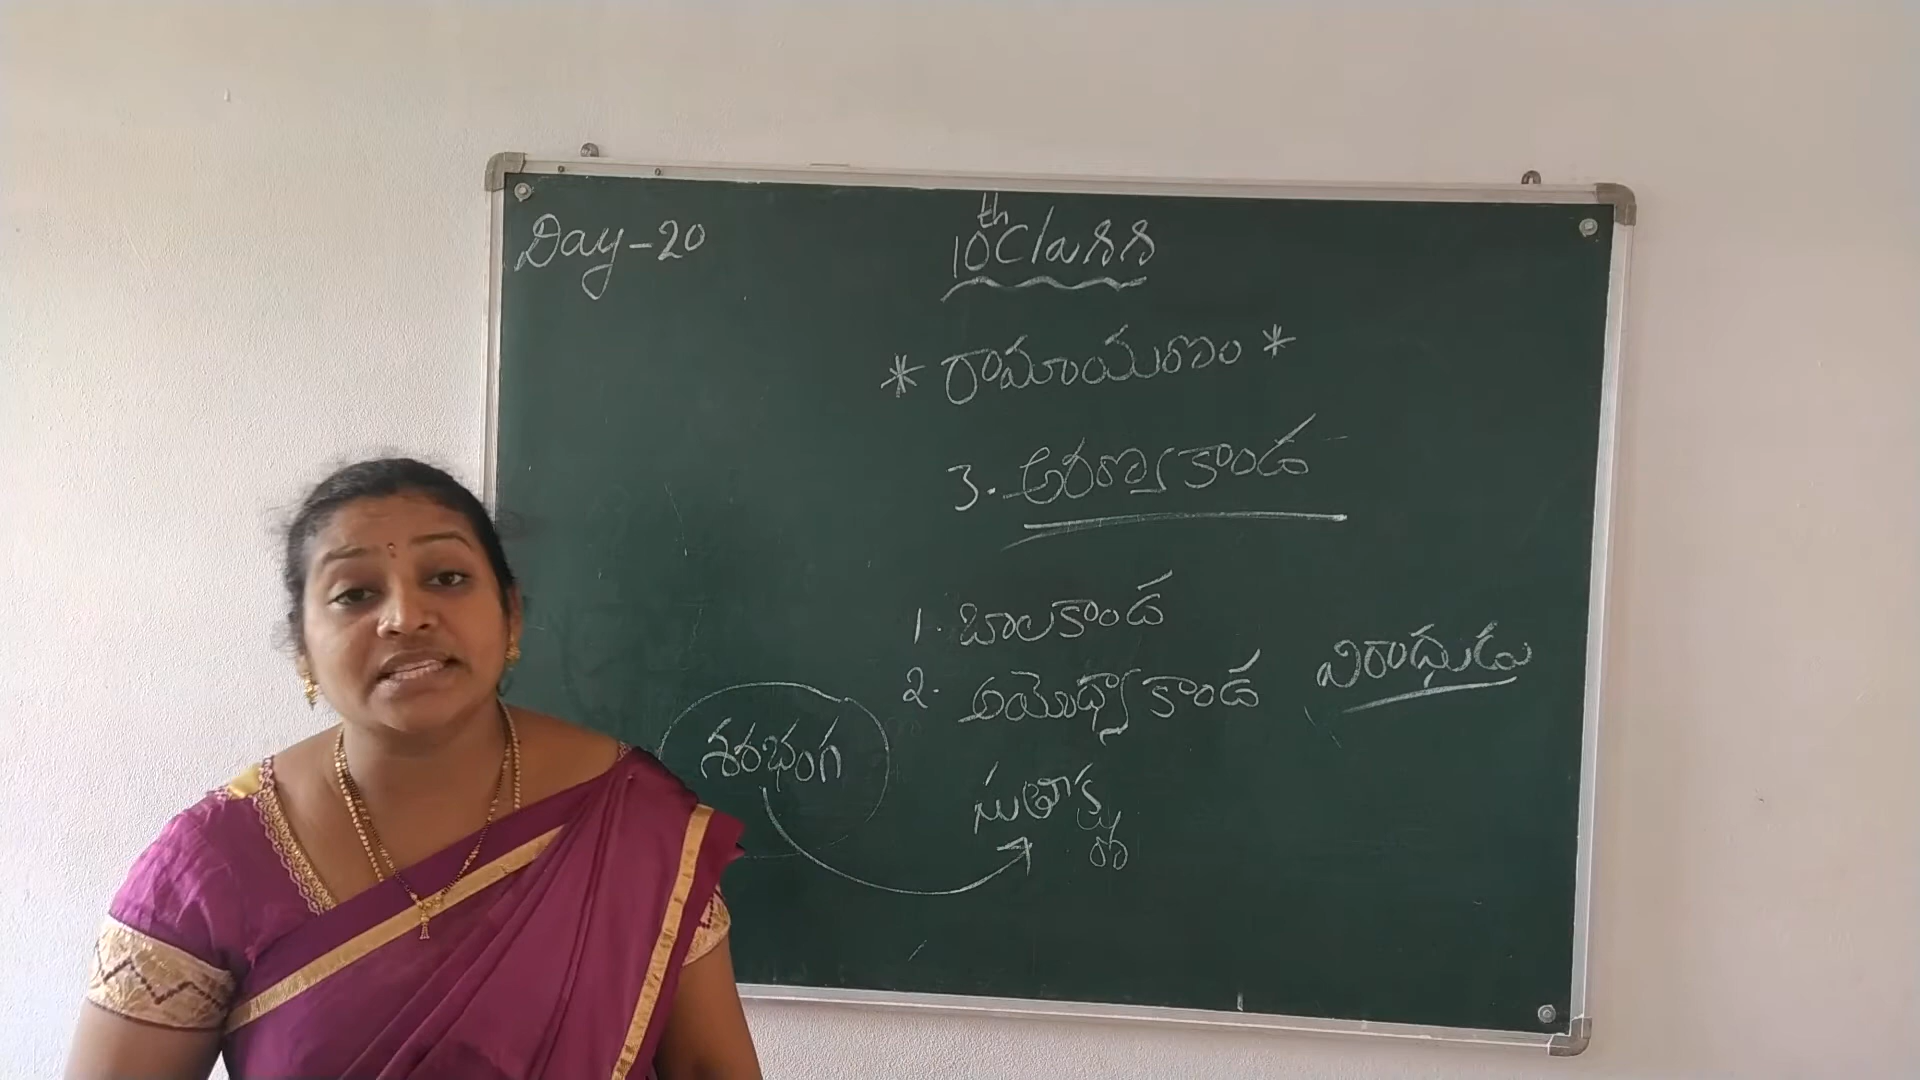 Day-20
10th Class
* రామాయణం *
3. అరణ్యకాండ
1. బాలకాండ
2. అయోధ్యాకాండ
విరాధుడు
శరభంగ
సుతీక్ష్ణ